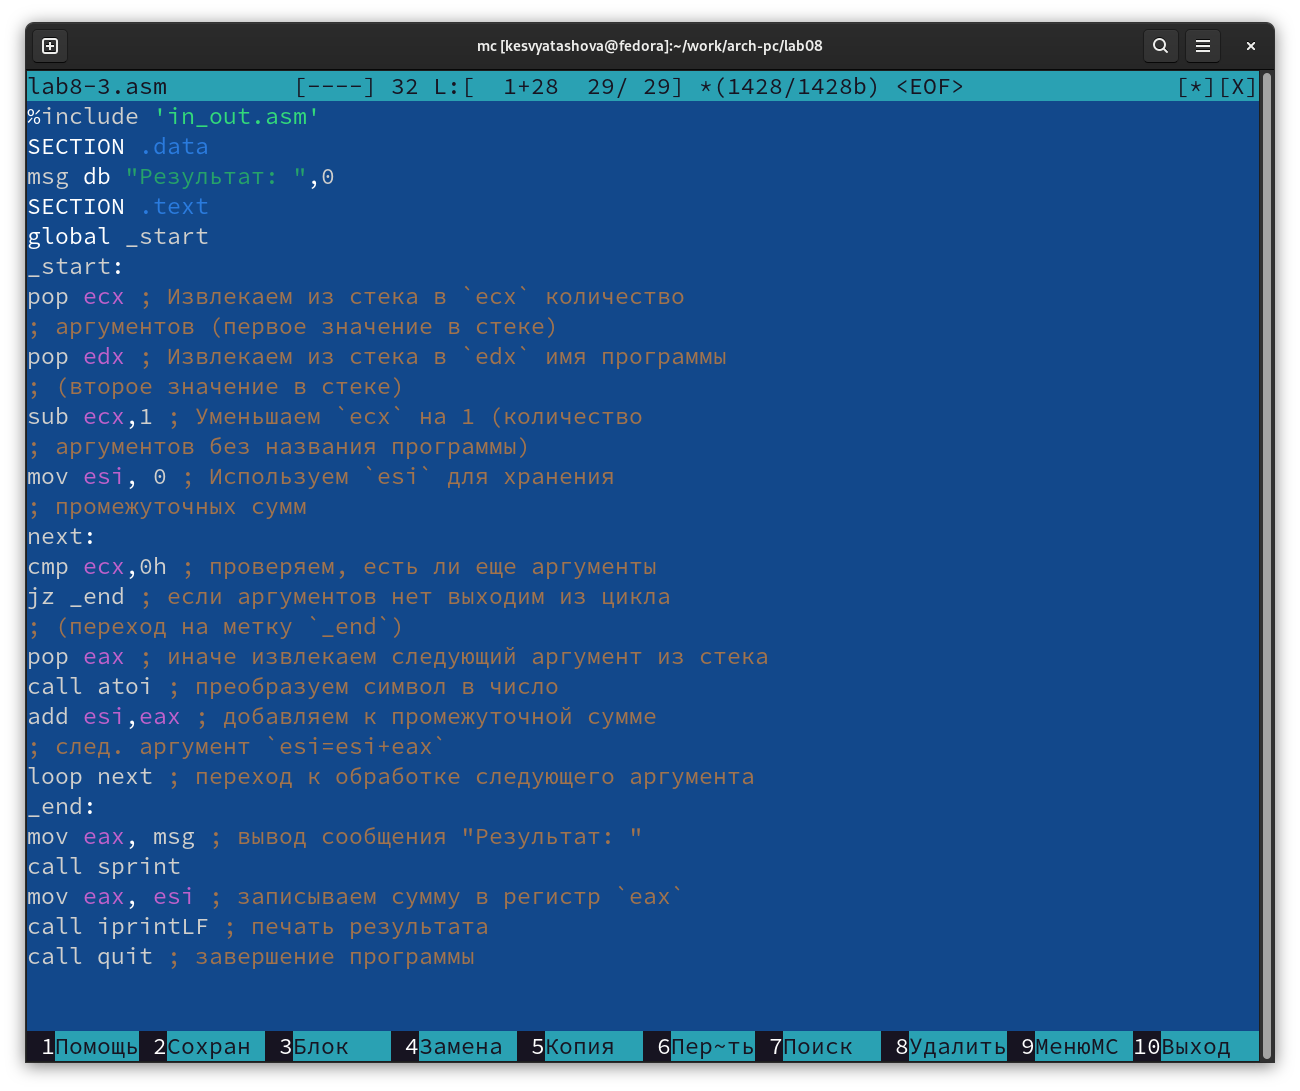 mc [kesvyatashova@fedora]:~/work/arch-pc/lab08
lab8-3.asm [----] 32 L:[ 1+28 29/ 29] *(1428/1428b) <EOF> [*][X]
%include 'in_out.asm'
SECTION .data
msg db "Результат: ",0
SECTION .text
global _start
_start:
pop ecx ; Извлекаем из стека в `ecx` количество
; аргументов (первое значение в стеке)
pop edx ; Извлекаем из стека в `edx` имя программы
; (второе значение в стеке)
sub ecx,1 ; Уменьшаем `ecx` на 1 (количество
; аргументов без названия программы)
mov esi, 0 ; Используем `esi` для хранения
; промежуточных сумм
next:
cmp ecx,0h ; проверяем, есть ли еще аргументы
jz _end ; если аргументов нет выходим из цикла
; (переход на метку `_end`)
pop eax ; иначе извлекаем следующий аргумент из стека
call atoi ; преобразуем символ в число
add esi,eax ; добавляем к промежуточной сумме
; след. аргумент `esi=esi+eax`
loop next ; переход к обработке следующего аргумента
_end:
mov eax, msg ; вывод сообщения "Результат: "
call sprint
mov eax, esi ; записываем сумму в регистр `eax`
call iprintLF ; печать результата
call quit ; завершение программы
1Помощь 2Сохран 3Блок 4Замена 5Копия 6Пер~ть 7Поиск 8Удалить 9МенюMC 10Выход